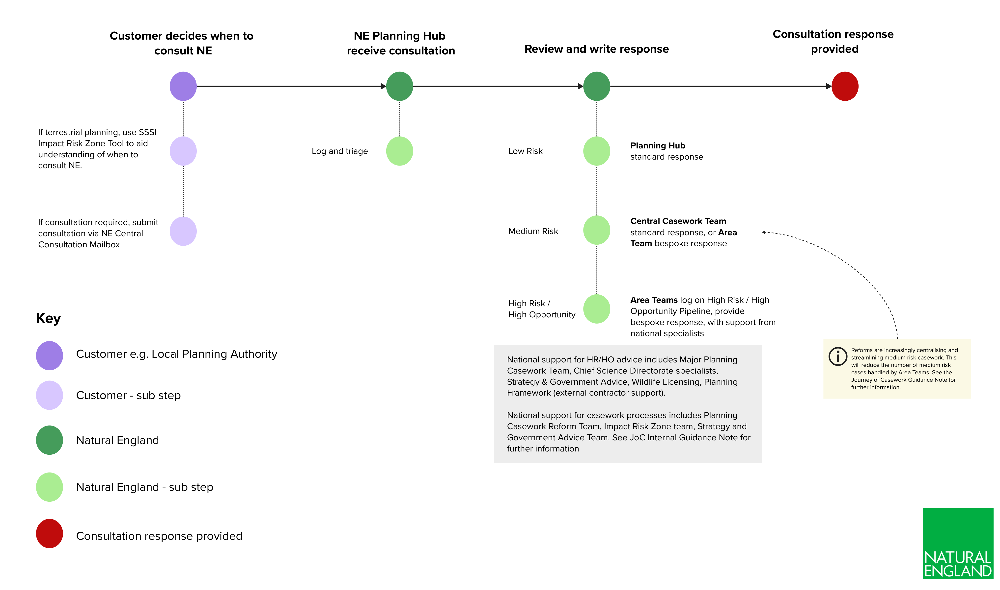 Customer decides when to
consult NE
NE Planning Hub
receive consultation
Review and write response
Consultation response
provided
If terrestrial planning, use SSSI
Impact Risk Zone Tool to aid
understanding of when to
consult NE.
If consultation required, submit
consultation via NE Central
Consultation Mailbox
Log and triage
Low Risk
Planning Hub
standard response
Medium Risk
Central Casework Team
standard response, or Area
Team bespoke response
High Risk /
High Opportunity
Area Teams log on High Risk / High
Opportunity Pipeline, provide
bespoke response, with support from
national specialists
National support for HR/HO advice includes Major Planning
Casework Team, Chief Science Directorate specialists,
Strategy & Government Advice, Wildlife Licensing, Planning
Framework (external contractor support).
National support for casework processes includes Planning
Casework Reform Team, Impact Risk Zone team, Strategy and
Government Advice Team. See JoC Internal Guidance Note for
further information
Reforms are increasingly centralising and
streamlining medium risk casework. This
will reduce the number of medium risk
cases handled by Area Teams. See the
Journey of Casework Guidance Note for
further information.
Key
Customer e.g. Local Planning Authority
Customer - sub step
Natural England
Natural England - sub step
Consultation response provided
NATURAL
ENGLAND